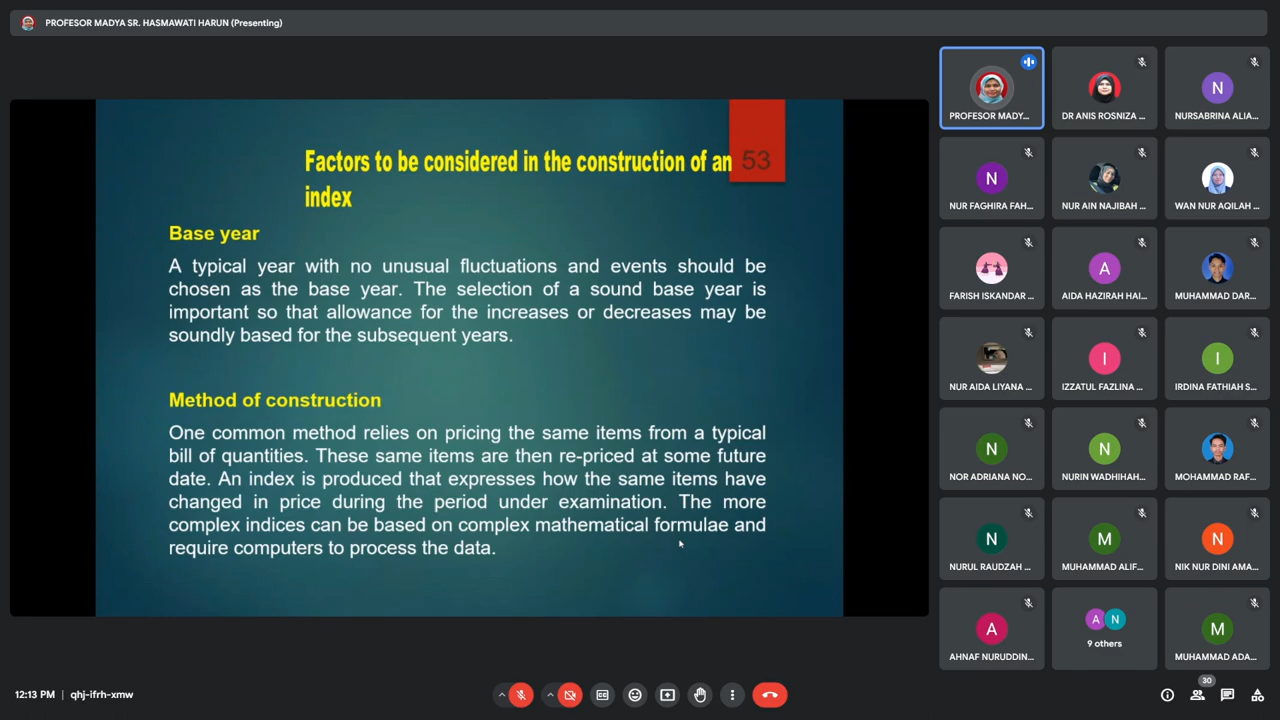 PROFESOR MADYA SR. HASMAWATI HARUN (Presenting)
53
Factors to be considered in the construction of an
index
Base year
A typical year with no unusual fluctuations and events should be
chosen as the base year. The selection of a sound base year is
important so that allowance for the increases or decreases may be
soundly based for the subsequent years.
Method of construction
One common method relies on pricing the same items from a typical
bill of quantities. These same items are then re-priced at some future
date. An index is produced that expresses how the same items have
changed in price during the period under examination. The more
complex indices can be based on complex mathematical formulae and
require computers to process the data.
PROFESOR MADY...
DR ANIS ROSNIZA ...
N
NURSABRINA ALIA...
N
NUR FAGHIRA FAH...
NUR AIN NAJIBAH ...
WAN NUR AQILAH ...
FARISH ISKANDAR ...
A
AIDA HAZIRAH HAI...
MUHAMMAD DAR...
NUR AIDA LIYANA ...
I
IZZATUL FAZLINA ...
I
IRDINA FATHIAH S...
N
NOR ADRIANA NO...
N
NURIN WADHIHAH...
MOHAMMAD RAF...
N
NURUL RAUDZAH ...
M
MUHAMMAD ALIF...
N
NIK NUR DINI AMA...
A
AHNAF NURUDDIN...
A N
9 others
M
MUHAMMAD ADA...
12:13 PM | qhj-ifrh-xmw
30